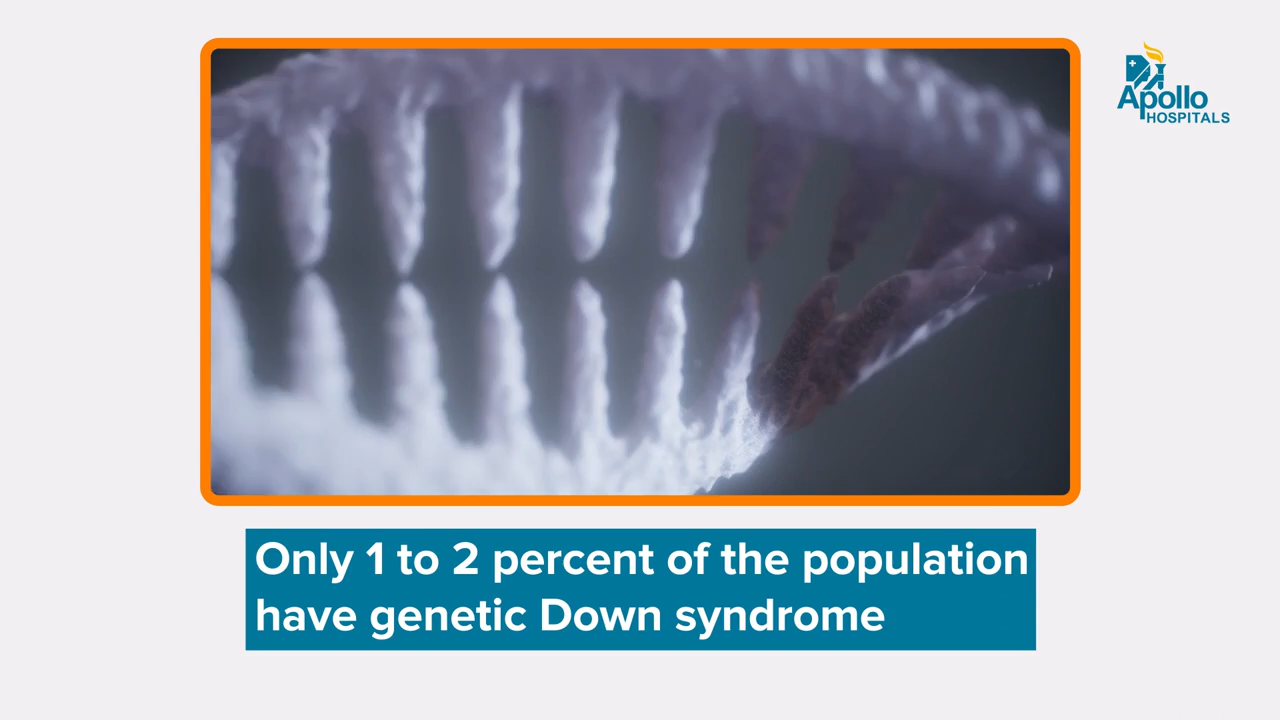 Apollo
HOSPITALS
Only 1 to 2 percent of the population
have genetic Down syndrome